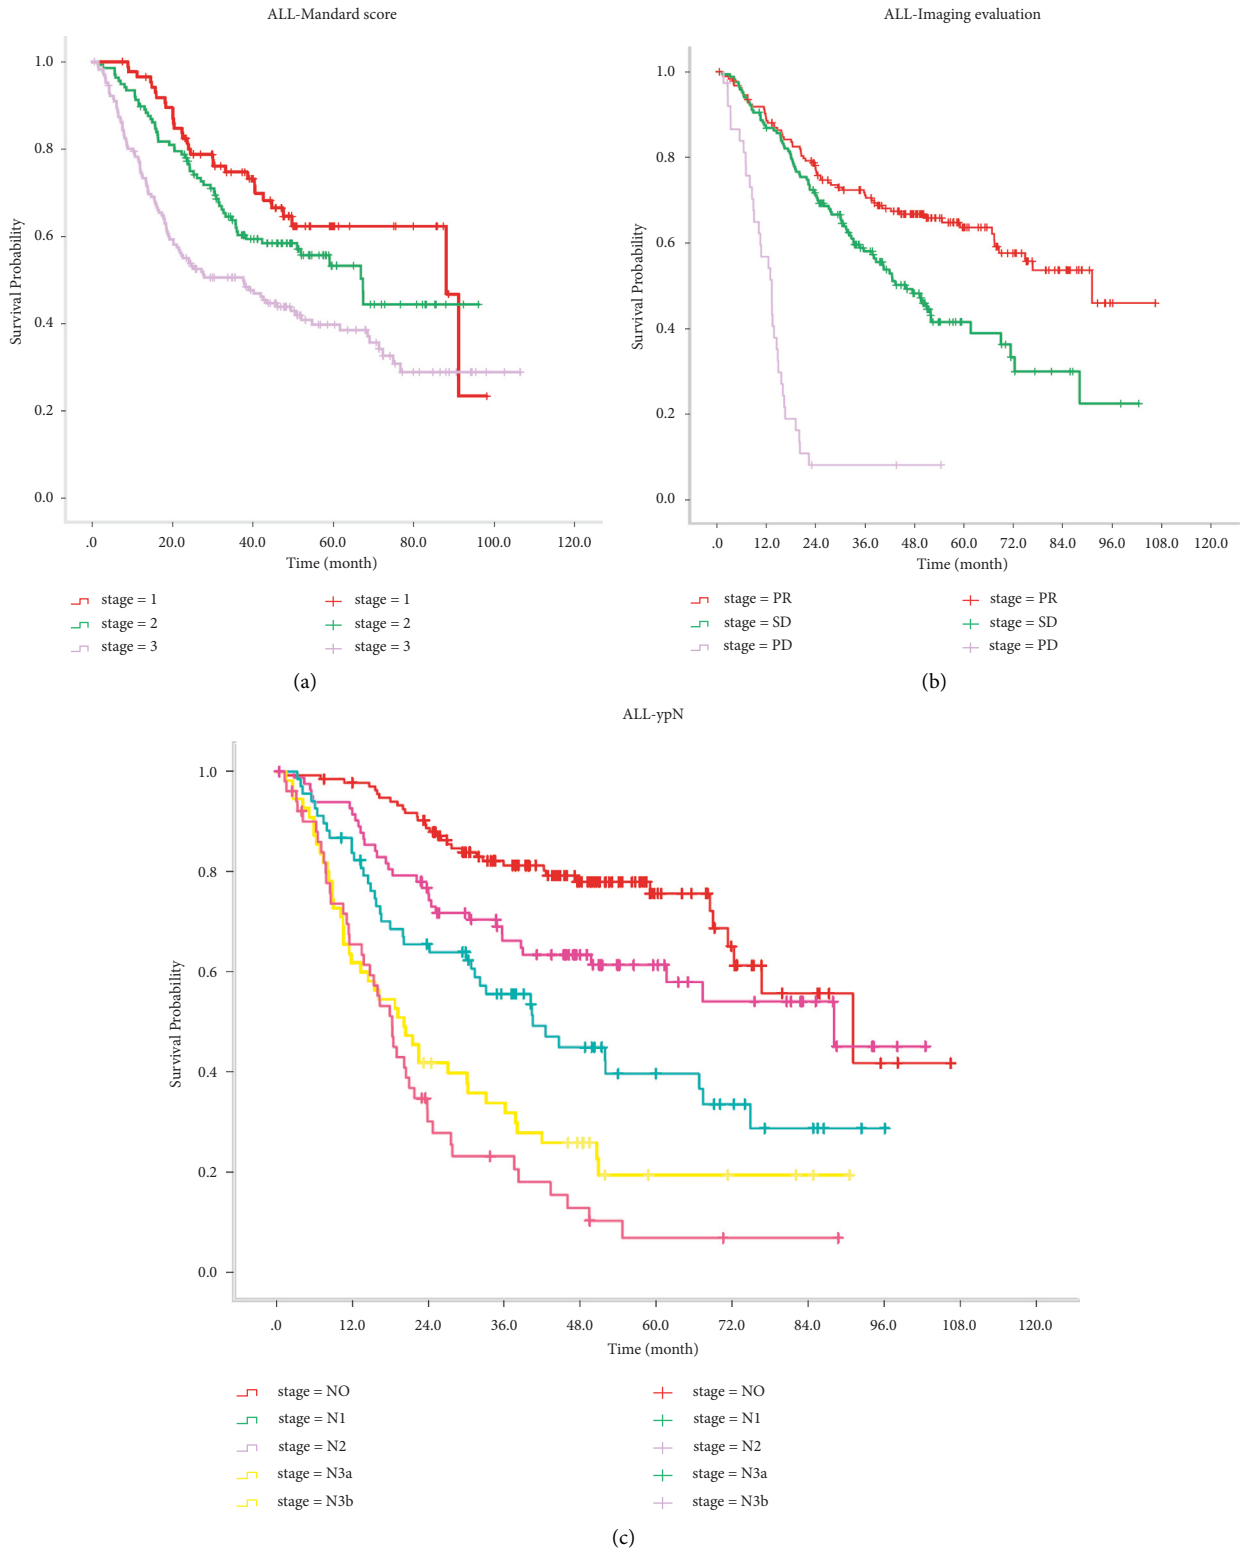 ALL-Mandard score
1.0
0.8
0.6
0.4
0.2
0.0
Survival Probability
.0 20.0 40.0 60.0 80.0 100.0 120.0
Time (month)
stage = 1 stage = 1
stage = 2 stage = 2
stage = 3 stage = 3
(a)
ALL-Imaging evaluation
1.0
0.8
0.6
0.4
0.2
0.0
Survival Probability
.0 12.0 24.0 36.0 48.0 60.0 72.0 84.0 96.0 108.0 120.0
Time (month)
stage = PR stage = PR
stage = SD stage = SD
stage = PD stage = PD
(b)
ALL-ypN
1.0
0.8
0.6
0.4
0.2
0.0
Survival Probability
.0 12.0 24.0 36.0 48.0 60.0 72.0 84.0 96.0 108.0 120.0
Time (month)
stage = NO stage = NO
stage = N1 stage = N1
stage = N2 stage = N2
stage = N3a stage = N3a
stage = N3b stage = N3b
(c)